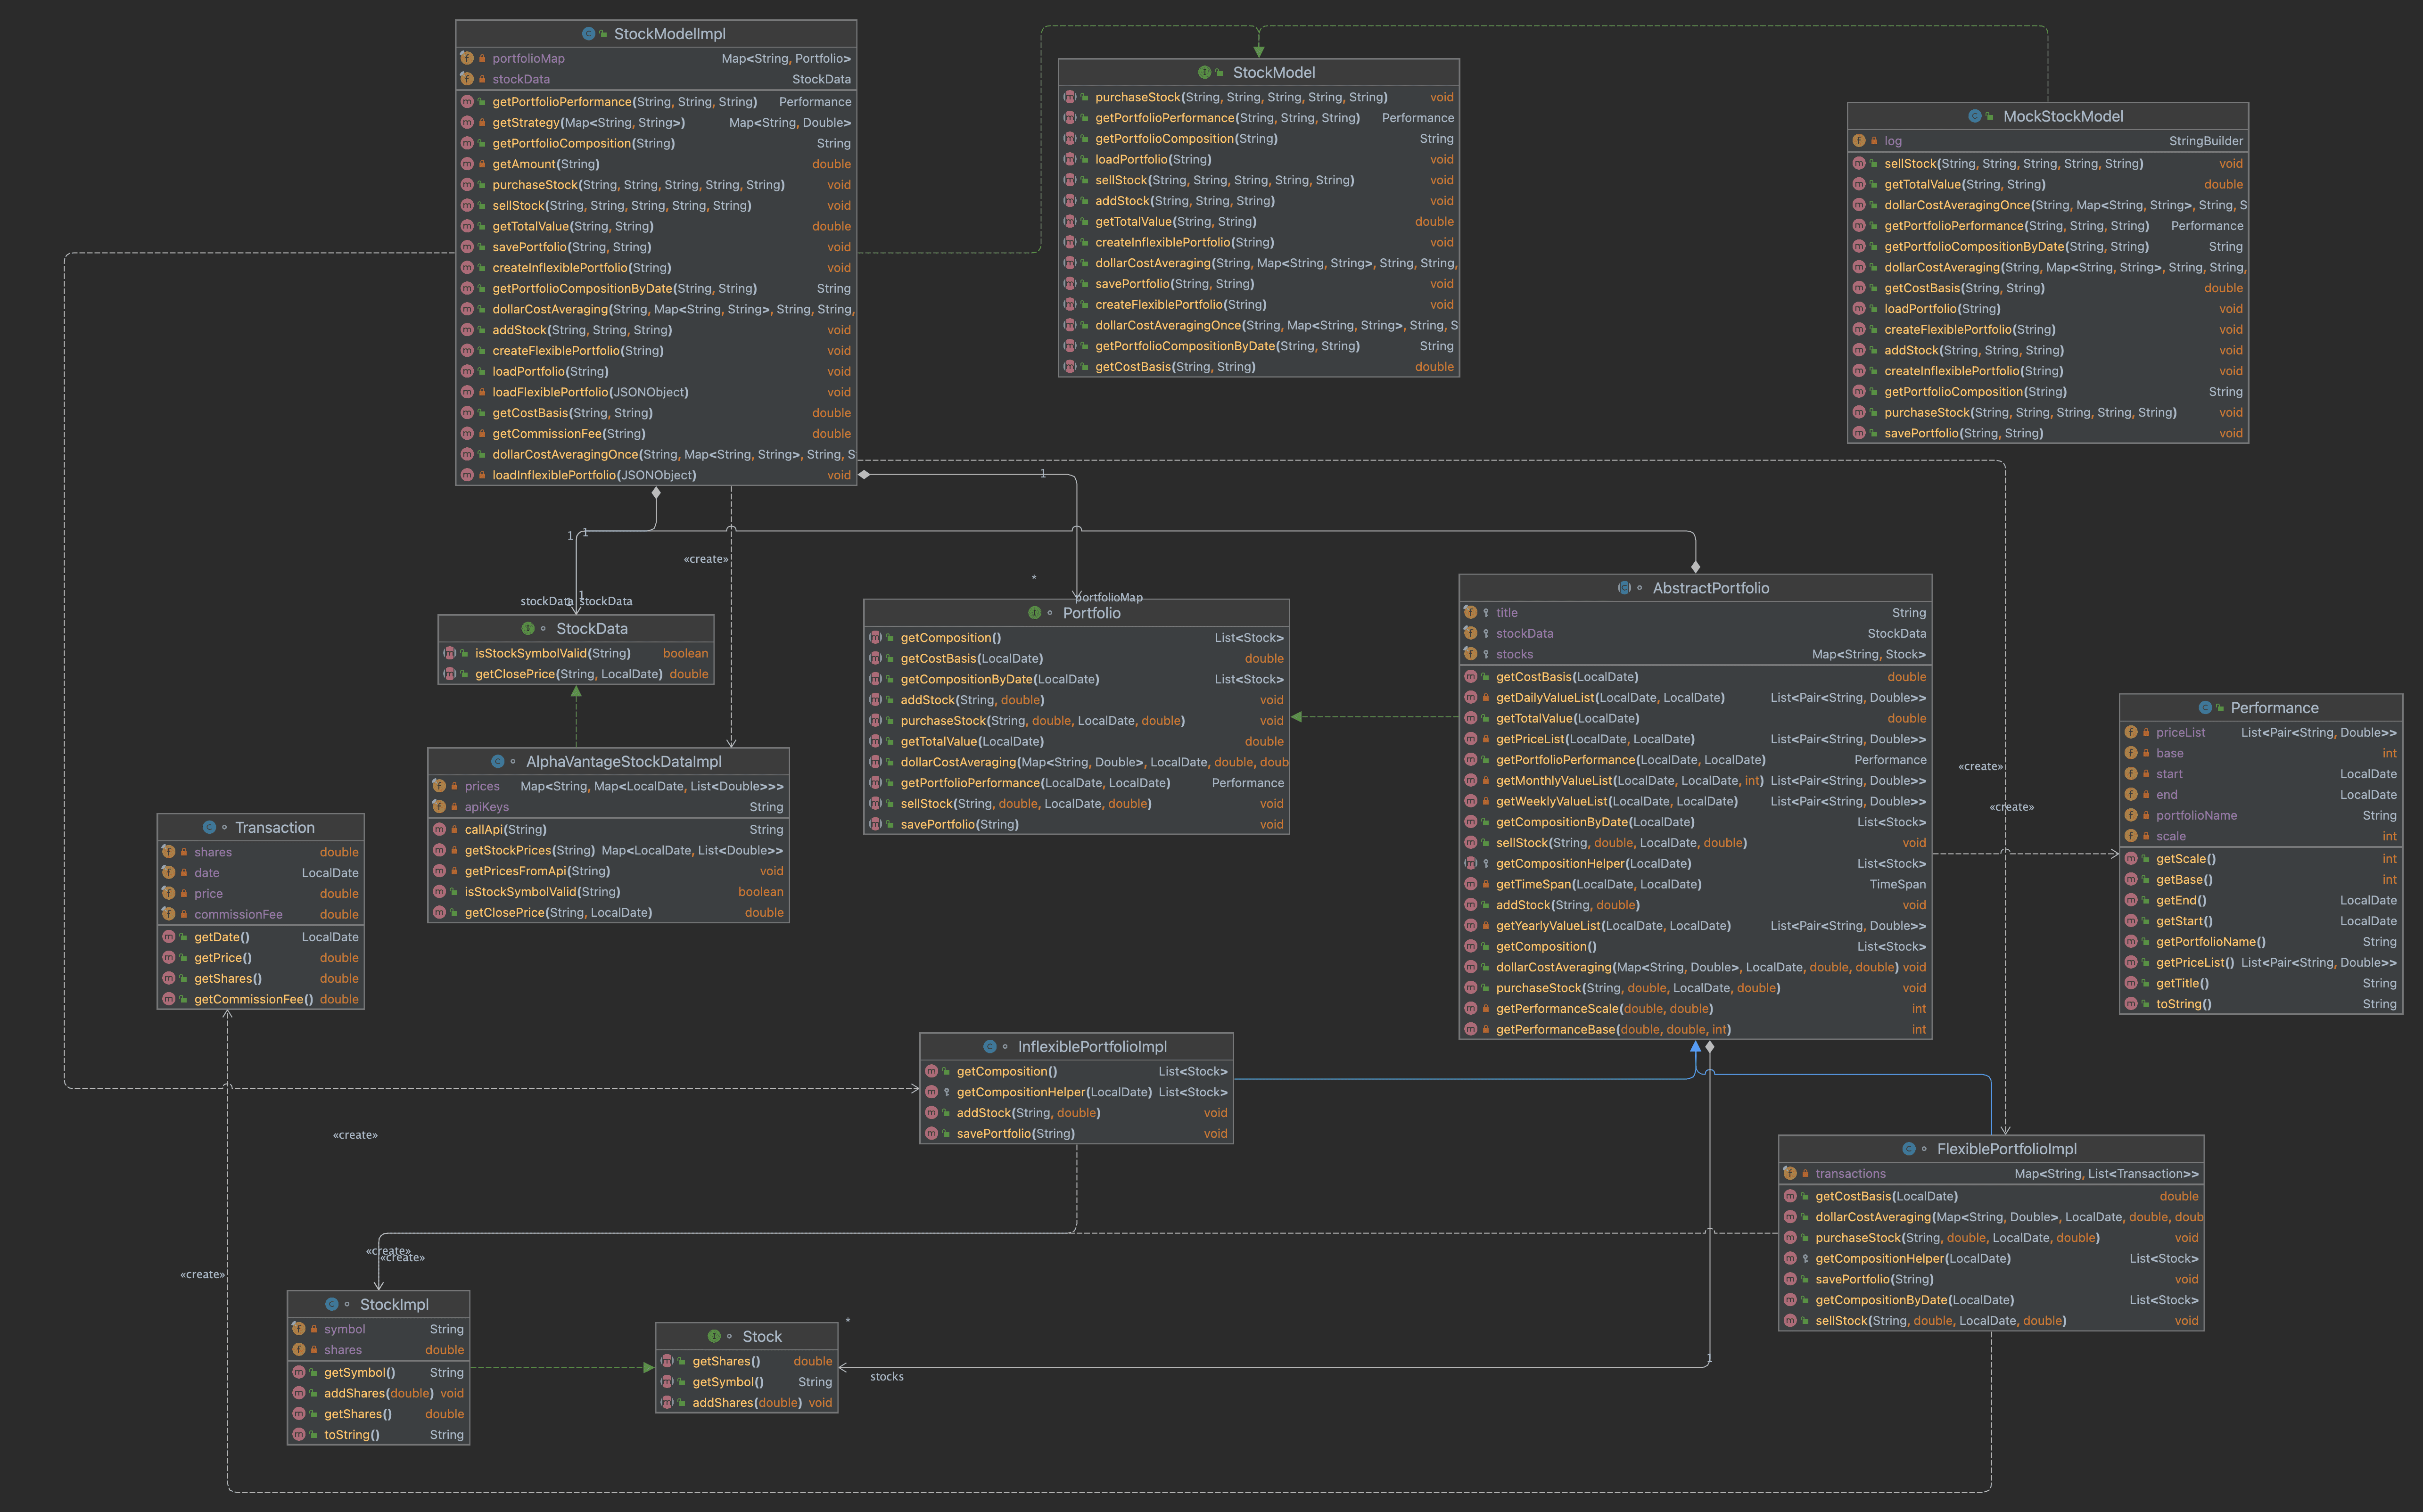 StockModelImpl
portfolioMap Map<String, Portfolio>
stockData StockData
getPortfolioPerformance(String, String, String) Performance
getStrategy(Map<String, String>) Map<String, Double>
getPortfolioComposition(String) String
getAmount(String) double
purchaseStock(String, String, String, String, String) void
sellStock(String, String, String, String, String) void
getTotalValue(String, String) double
savePortfolio(String, String) void
createInflexiblePortfolio(String) void
getPortfolioCompositionByDate(String, String) String
dollarCostAveraging(String, Map<String, String>, String, String,
addStock(String, String, String) void
createFlexiblePortfolio(String) void
loadPortfolio(String) void
loadFlexiblePortfolio(JSONObject) void
getCostBasis(String, String) double
getCommissionFee(String) double
dollarCostAveragingOnce(String, Map<String, String>, String, S
loadInflexiblePortfolio(JSONObject) void
StockModel
purchaseStock(String, String, String, String, String) void
getPortfolioPerformance(String, String, String) Performance
getPortfolioComposition(String) String
loadPortfolio(String) void
sellStock(String, String, String, String, String) void
addStock(String, String, String) void
getTotalValue(String, String) double
createInflexiblePortfolio(String) void
dollarCostAveraging(String, Map<String, String>, String, String,
savePortfolio(String, String) void
createFlexiblePortfolio(String) void
dollarCostAveragingOnce(String, Map<String, String>, String, S
getPortfolioCompositionByDate(String, String) String
getCostBasis(String, String) double
MockStockModel
log StringBuilder
sellStock(String, String, String, String, String) void
getTotalValue(String, String) double
dollarCostAveragingOnce(String, Map<String, String>, String, S
getPortfolioPerformance(String, String, String) Performance
getPortfolioCompositionByDate(String, String) String
dollarCostAveraging(String, Map<String, String>, String, String,
getCostBasis(String, String) double
loadPortfolio(String) void
createFlexiblePortfolio(String) void
addStock(String, String, String) void
createInflexiblePortfolio(String) void
getPortfolioComposition(String) String
purchaseStock(String, String, String, String, String) void
savePortfolio(String, String) void
1
1 1
«create»
*
1
1
stockData stockData
portfolioMap
StockData
isStockSymbolValid(String) boolean
getClosePrice(String, LocalDate) double
Portfolio
getComposition() List<Stock>
getCostBasis(LocalDate) double
getCompositionByDate(LocalDate) List<Stock>
addStock(String, double) void
purchaseStock(String, double, LocalDate, double) void
getTotalValue(LocalDate) double
dollarCostAveraging(Map<String, Double>, LocalDate, double, doub
getPortfolioPerformance(LocalDate, LocalDate) Performance
sellStock(String, double, LocalDate, double) void
savePortfolio(String) void
AbstractPortfolio
title String
stockData StockData
stocks Map<String, Stock>
getCostBasis(LocalDate) double
getDailyValueList(LocalDate, LocalDate) List<Pair<String, Double>>
getTotalValue(LocalDate) double
getPriceList(LocalDate, LocalDate) List<Pair<String, Double>>
getPortfolioPerformance(LocalDate, LocalDate) Performance
getMonthlyValueList(LocalDate, LocalDate, int) List<Pair<String, Double>>
getWeeklyValueList(LocalDate, LocalDate) List<Pair<String, Double>>
getCompositionByDate(LocalDate) List<Stock>
sellStock(String, double, LocalDate, double) void
getCompositionHelper(LocalDate) List<Stock>
getTimeSpan(LocalDate, LocalDate) TimeSpan
addStock(String, double) void
getYearlyValueList(LocalDate, LocalDate) List<Pair<String, Double>>
getComposition() List<Stock>
dollarCostAveraging(Map<String, Double>, LocalDate, double, double) void
purchaseStock(String, double, LocalDate, double) void
getPerformanceScale(double, double) int
getPerformanceBase(double, double, int) int
«create»
«create»
Performance
priceList List<Pair<String, Double>>
base int
start LocalDate
end LocalDate
portfolioName String
scale int
getScale() int
getBase() int
getEnd() LocalDate
getStart() LocalDate
getPortfolioName() String
getPriceList() List<Pair<String, Double>>
getTitle() String
toString() String
AlphaVantageStockDataImpl
prices Map<String, Map<LocalDate, List<Double>>>
apiKeys String
callApi(String) String
getStockPrices(String) Map<LocalDate, List<Double>>
getPricesFromApi(String) void
isStockSymbolValid(String) boolean
getClosePrice(String, LocalDate) double
Transaction
shares double
date LocalDate
price double
commissionFee double
getDate() LocalDate
getPrice() double
getShares() double
getCommissionFee() double
InflexiblePortfolioImpl
getComposition() List<Stock>
getCompositionHelper(LocalDate) List<Stock>
addStock(String, double) void
savePortfolio(String) void
«create»
FlexiblePortfolioImpl
transactions Map<String, List<Transaction>>
getCostBasis(LocalDate) double
dollarCostAveraging(Map<String, Double>, LocalDate, double, doub
purchaseStock(String, double, LocalDate, double) void
getCompositionHelper(LocalDate) List<Stock>
savePortfolio(String) void
getCompositionByDate(LocalDate) List<Stock>
sellStock(String, double, LocalDate, double) void
«create»
«create»
«create»
StockImpl
symbol String
shares double
getSymbol() String
addShares(double) void
getShares() double
toString() String
*
Stock
getShares() double
getSymbol() String
addShares(double) void
1
stocks